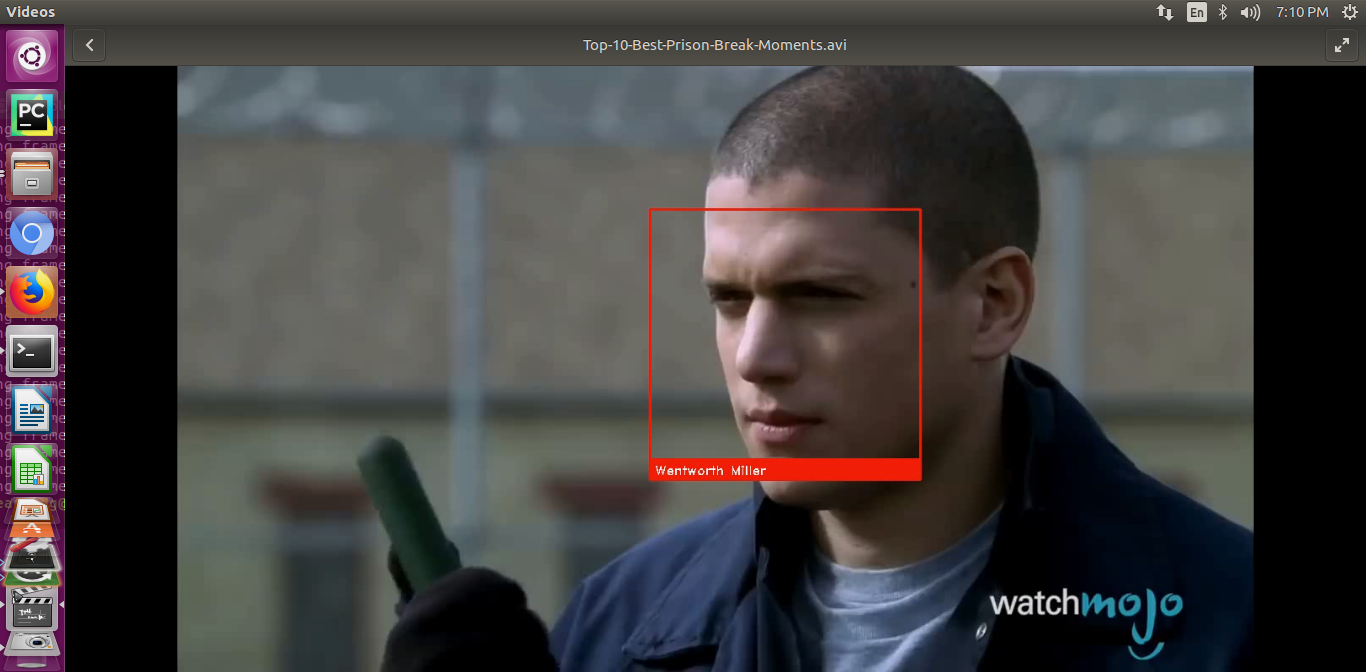 Videos
En
7:10 PM
Top-10-Best-Prison-Break-Moments.avi
PC
Wentworth Miller
watchmojo